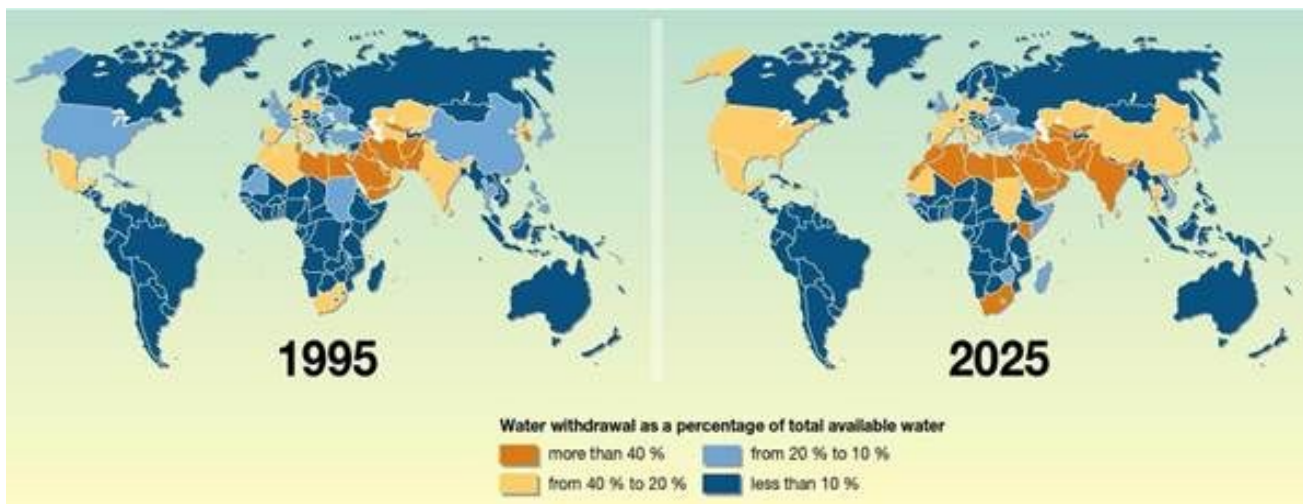 1995
2025
Water withdrawal as a percentage of total available water
more than 40 %
from 20 % to 10 %
from 40 % to 20 %
less than 10 %